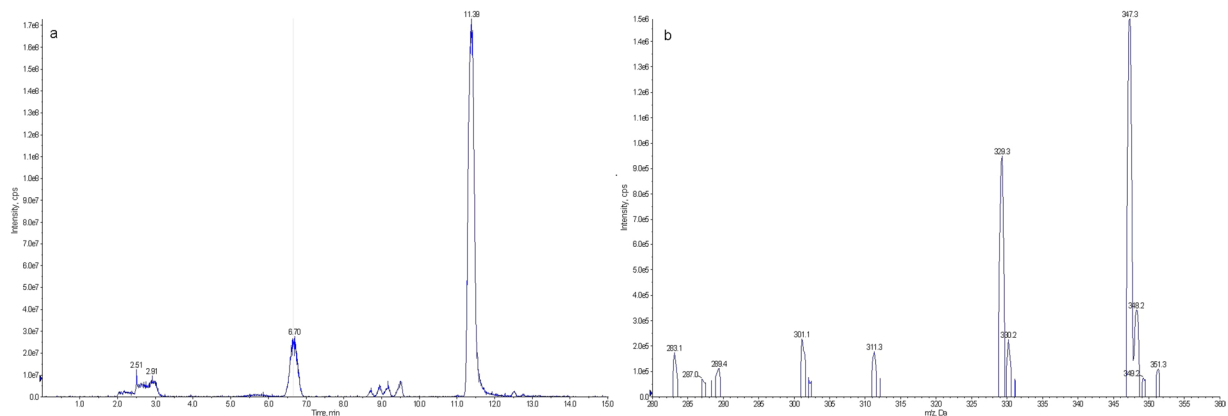 a
11.39
6.70
2.51
2.91
1.7e8
1.6e8
1.5e8
1.4e8
1.3e8
1.2e8
1.1e8
1.0e8
9.0e7
8.0e7
7.0e7
6.0e7
5.0e7
4.0e7
3.0e7
2.0e7
1.0e7
0.0
Intensity, cps
1.0 2.0 3.0 4.0 5.0 6.0 7.0 8.0 9.0 10.0 11.0 12.0 13.0 14.0 15.0
Time, min
b
347.3
329.3
348.2
330.2
301.1
311.3
283.1
287.0
289.4
349.2
351.3
1.5e6
1.4e6
1.3e6
1.2e6
1.1e6
1.0e6
9.0e5
8.0e5
7.0e5
6.0e5
5.0e5
4.0e5
3.0e5
2.0e5
1.0e5
0.0
Intensity, cps
280 285 290 295 300 305 310 315 320 325 330 335 340 345 350 355 360
m/z, Da